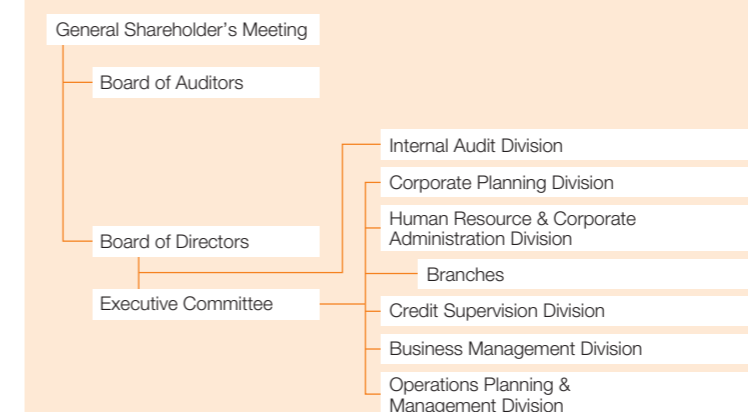 General Shareholder’s Meeting
Board of Auditors
Internal Audit Division
Corporate Planning Division
Human Resource & Corporate
Administration Division
Board of Directors
Branches
Executive Committee
Credit Supervision Division
Business Management Division
Operations Planning &
Management Division